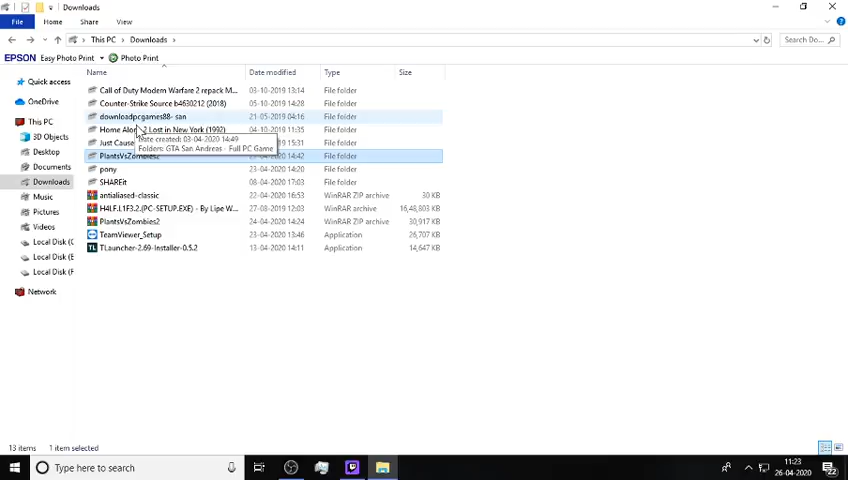 Downloads
File Home Share View
This PC Downloads
Search Do...
EPSON Easy Photo Print Photo Print
Name Date modified Type Size
Quick access
OneDrive
This PC
3D Objects
Desktop
Documents
Downloads
Music
Pictures
Videos
Local Disk (C
Local Disk (E
Local Disk (F
Network
Call of Duty Modern Warfare 2 repack M... 03-10-2019 13:14 File folder
Counter-Strike Source b4630212 (2018) 05-10-2019 14:28 File folder
downloadpcgames88- san 21-05-2019 04:16 File folder
Home Alone 2 Lost in New York (1992) 04-10-2019 11:35 File folder
Just Cause 15:31 File folder
Date created: 03-04-2020 14:49
Folders: GTA San Andreas - Full PC Game
PlantsVsZombies2 14:42 File folder
pony 23-04-2020 14:20 File folder
SHAREit File folder
antialiased-classic 22-04-2020 16:53 WinRAR ZIP archive 30 KB
H4LF.L1F3.2.(PC-SETUP.EXE) - By Lipe W... 27-08-2019 12:03 WinRAR archive 16,48,803 KB
PlantsVsZombies2 24-04-2020 14:24 WinRAR ZIP archive 30,917 KB
TeamViewer_Setup 23-04-2020 13:46 Application 26,707 KB
TLauncher-2.69-Installer-0.5.2 13-04-2020 14:11 Application 14,647 KB
13 items 1 item selected
Type here to search
11:23
26-04-2020
22